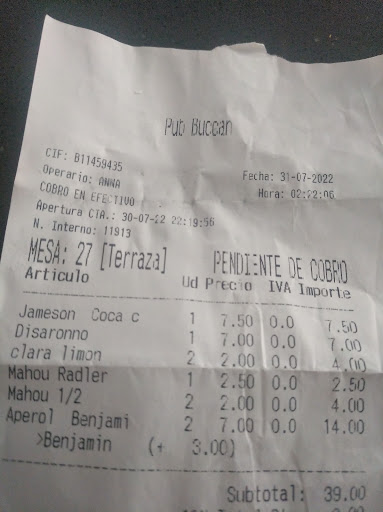 Pub Buccan
CIF: B11459435
Fecha: 31-07-2022
Operario: ANNA
Hora: 02:22:06
COBRO EN EFECTIVO
Apertura CTA.: 30-07-22 22:19:56
N. Interno: 11913
MESA: 27 [Terraza] PENDIENTE DE COBRO
Articulo Ud Precio IVA Importe
Jameson Coca c 1 7.50 0.0 7.50
Disaronno 1 7.00 0.0 7.00
clara limon 2 2.00 0.0 4.00
Mahou Radler 1 2.50 0.0 2.50
Mahou 1/2 2 2.00 0.0 4.00
Aperol Benjami 2 7.00 0.0 14.00
>Benjamin (+ 3.00)
Subtotal: 39.00